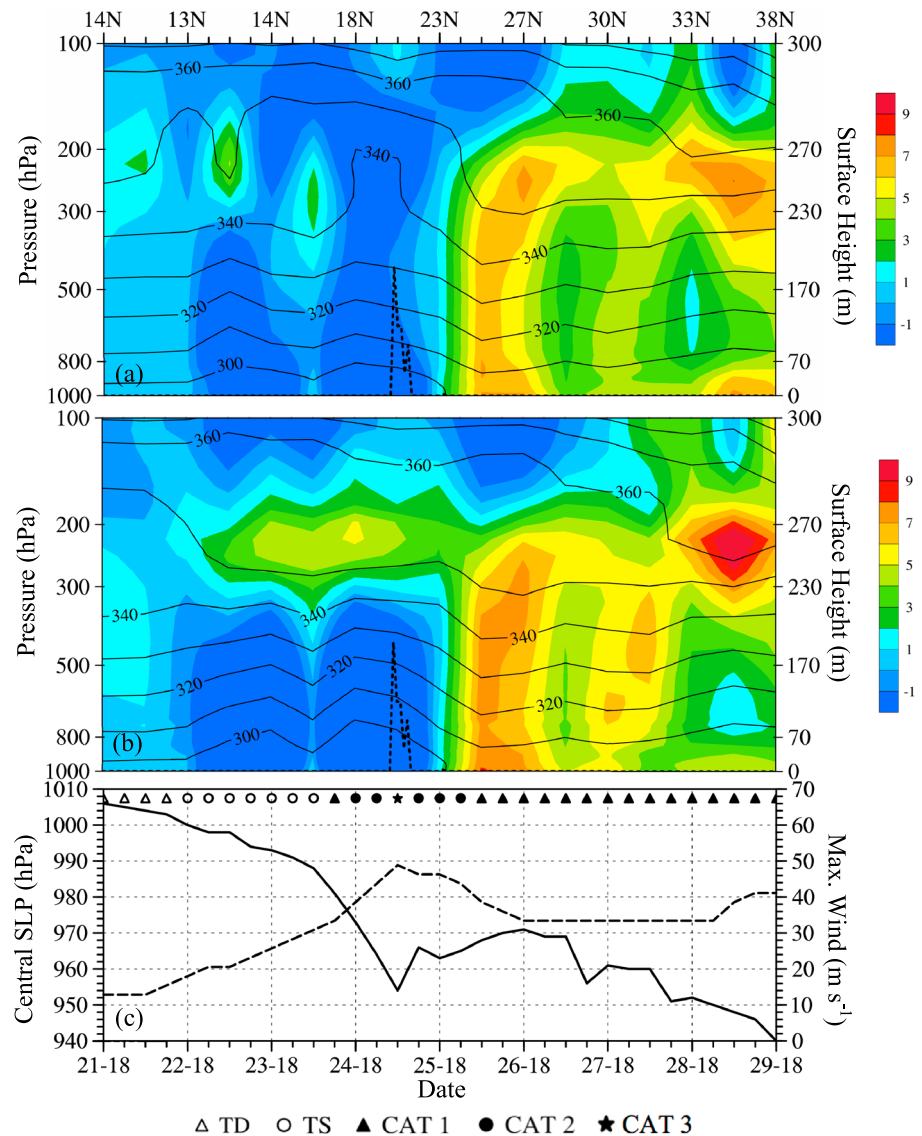 14N 13N 14N 18N 23N 27N 30N 33N 38N
100 300
360 360 360
200 270
340
300 230
340 340
Pressure (hPa) Surface Height (m)
500 170
320 320 320
800 70
300 300
(a)
1000 0
9 7 5 3 1 -1
100 300
360 360 360
200 270
300 230
340 340 340
Pressure (hPa) Surface Height (m)
500 170
320 320 320
800 70
300
(b)
1000 0
9 7 5 3 1 -1
1010 70
1000 60
990 50
980 40
970 30
960 20
950 10
940 0
Central SLP (hPa) Max. Wind (m s-1)
(c)
21-18 22-18 23-18 24-18 25-18 26-18 27-18 28-18 29-18
Date
TD TS CAT 1 CAT 2 CAT 3